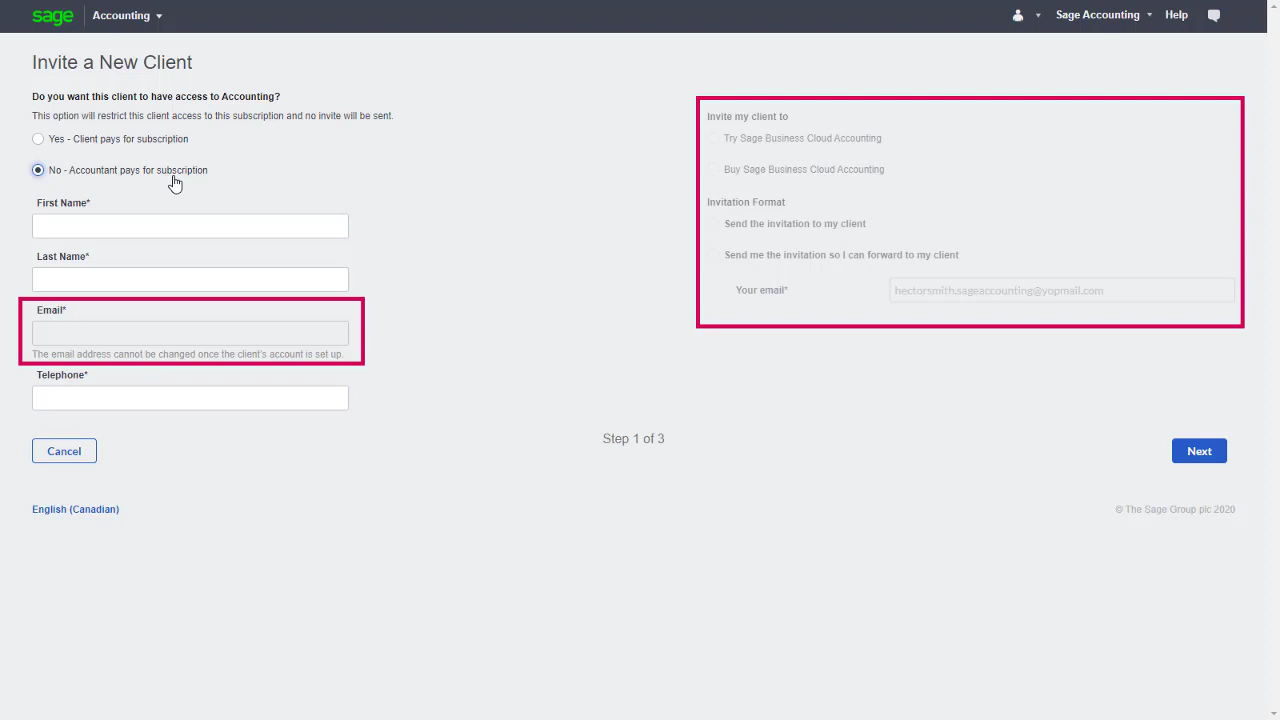 sage Accounting Sage Accounting Help
Invite a New Client
Do you want this client to have access to Accounting?
This option will restrict this client access to this subscription and no invite will be sent.
Yes - Client pays for subscription
No - Accountant pays for subscription
First Name*
Last Name*
Email*
The email address cannot be changed once the client's account is set up.
Telephone*
Invite my client to
Try Sage Business Cloud Accounting
Buy Sage Business Cloud Accounting
Invitation Format
Send the invitation to my client
Send me the invitation so I can forward to my client
Your email* hectorsmith.sageaccounting@yopmail.com
Step 1 of 3
Cancel
Next
English (Canadian)
© The Sage Group plc 2020